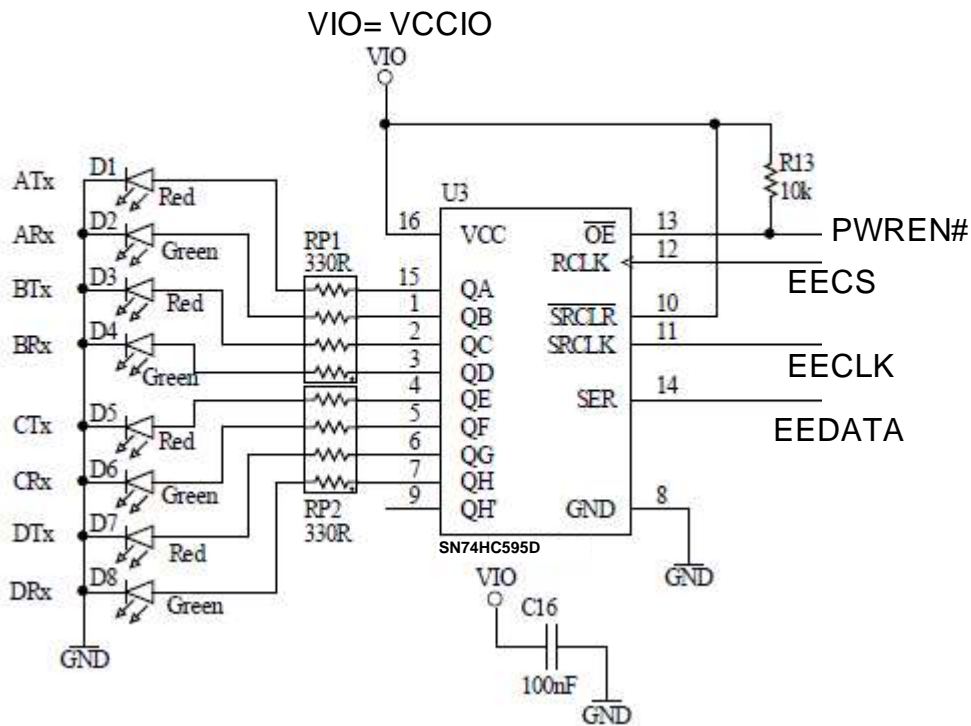 VIO= VCCIO
VIO
R13
10k
ATx
D1
Red
ARx
D2
Green
BTx
D3
Red
BRx
D4
Green
CTx
D5
Red
CRx
D6
Green
DTx
D7
Red
DRx
D8
Green
GND
RP1
330R
RP2
330R
U3
16 VCC
15 QA
1 QB
2 QC
3 QD
4 QE
5 QF
6 QG
7 QH
9 QH'
OE 13 PWREN#
RCLK 12 EECS
SRCLR 10
SRCLK 11 EECLK
SER 14 EEDATA
GND 8
SN74HC595D
GND
VIO
C16
100nF
GND